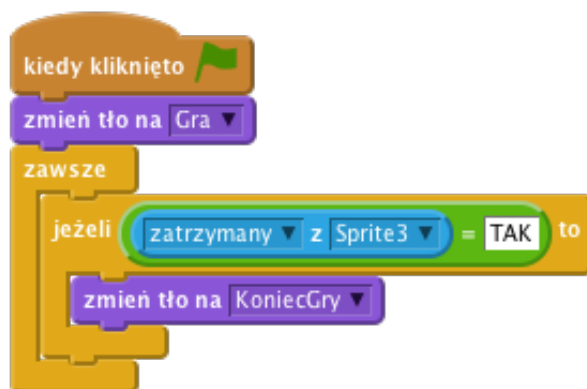 kiedy kliknięto
zmień tło na Gra
zawsze
jeżeli zatrzymany z Sprite3 = TAK to
zmień tło na KoniecGry